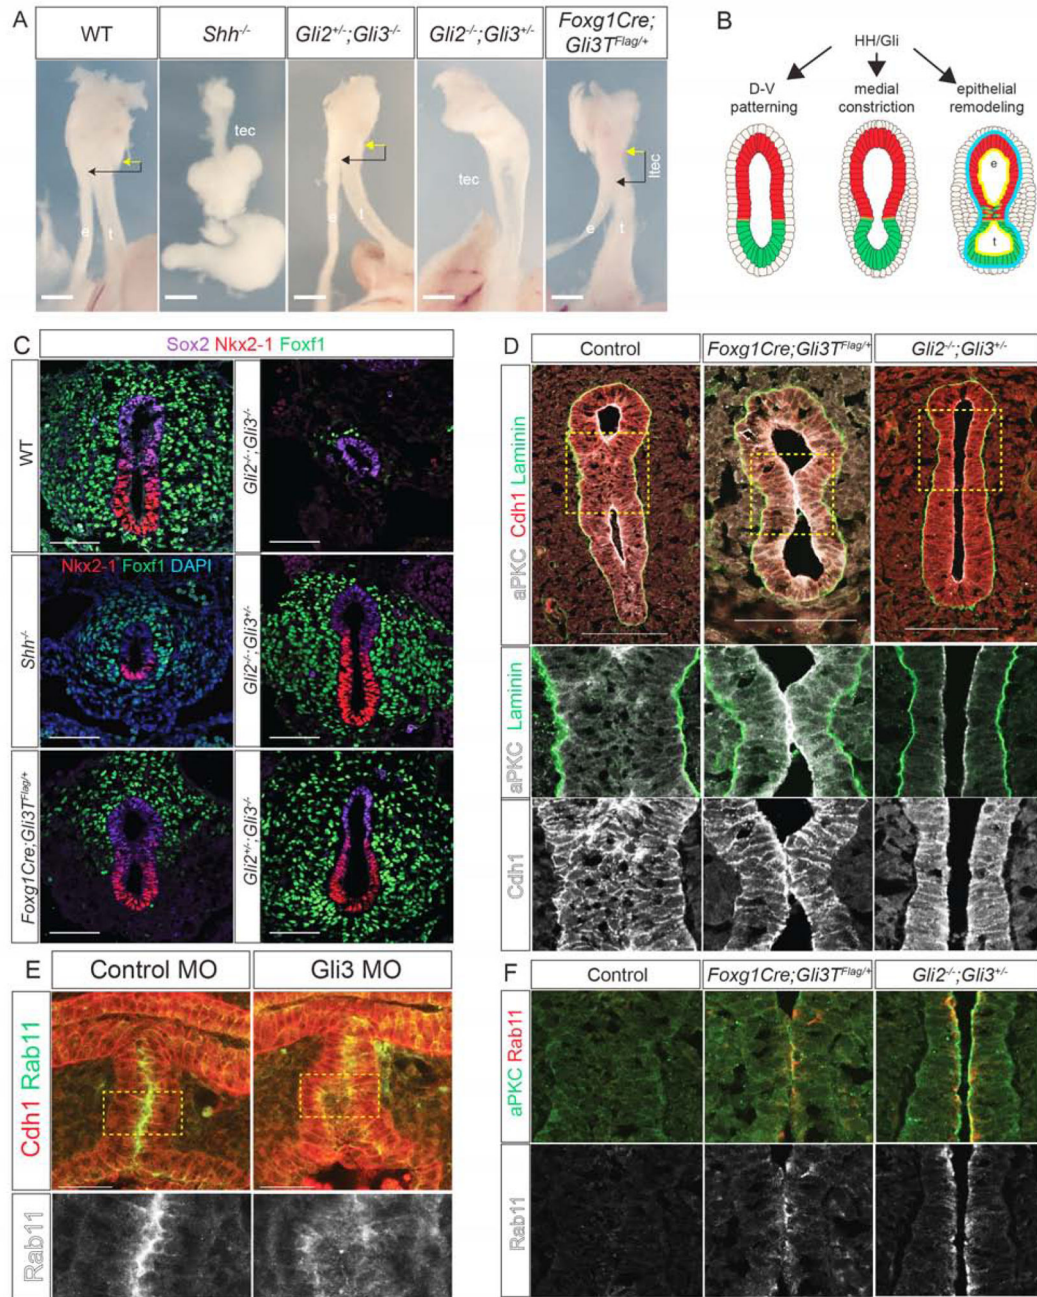 A
WT
Shh-/-
Gli2+/-;Gli3-/-
Gli2-/-;Gli3+/-
Foxg1Cre;
Gli3TFlag/+
tec
e
t
e
t
tec
ltec
e
t
B
HH/Gli
D-V
patterning
medial
constriction
epithelial
remodeling
e
t
C
Sox2 Nkx2-1 Foxf1
WT
Gli2-/-;Gli3-/-
Shh-/-
Nkx2-1 Foxf1 DAPI
Gli2-/-;Gli3+/-
Foxg1Cre;Gli3TFlag/+
Gli2+/-;Gli3-/-
D
Control
Foxg1Cre;Gli3TFlag/+
Gli2-/-;Gli3+/-
aPKC Cdh1 Laminin
aPKC Laminin
Cdh1
E
Control MO
Gli3 MO
Cdh1 Rab11
Rab11
F
Control
Foxg1Cre;Gli3TFlag/+
Gli2-/-;Gli3+/-
aPKC Rab11
Rab11